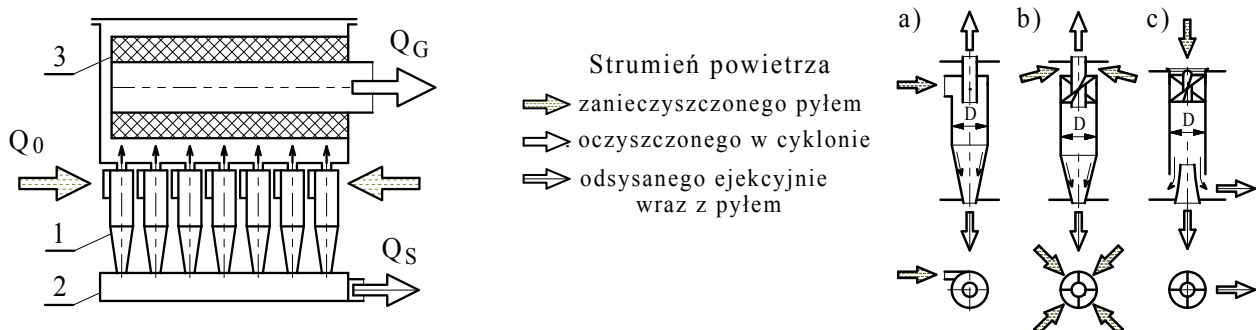 3
Q_G
Q_0
1
2
Q_S
Strumień powietrza
zanieczyszczonego pyłem
oczyszczonego w cyklonie
odsysanego ejekcyjnie
wraz z pyłem
a) b) c)
D D D